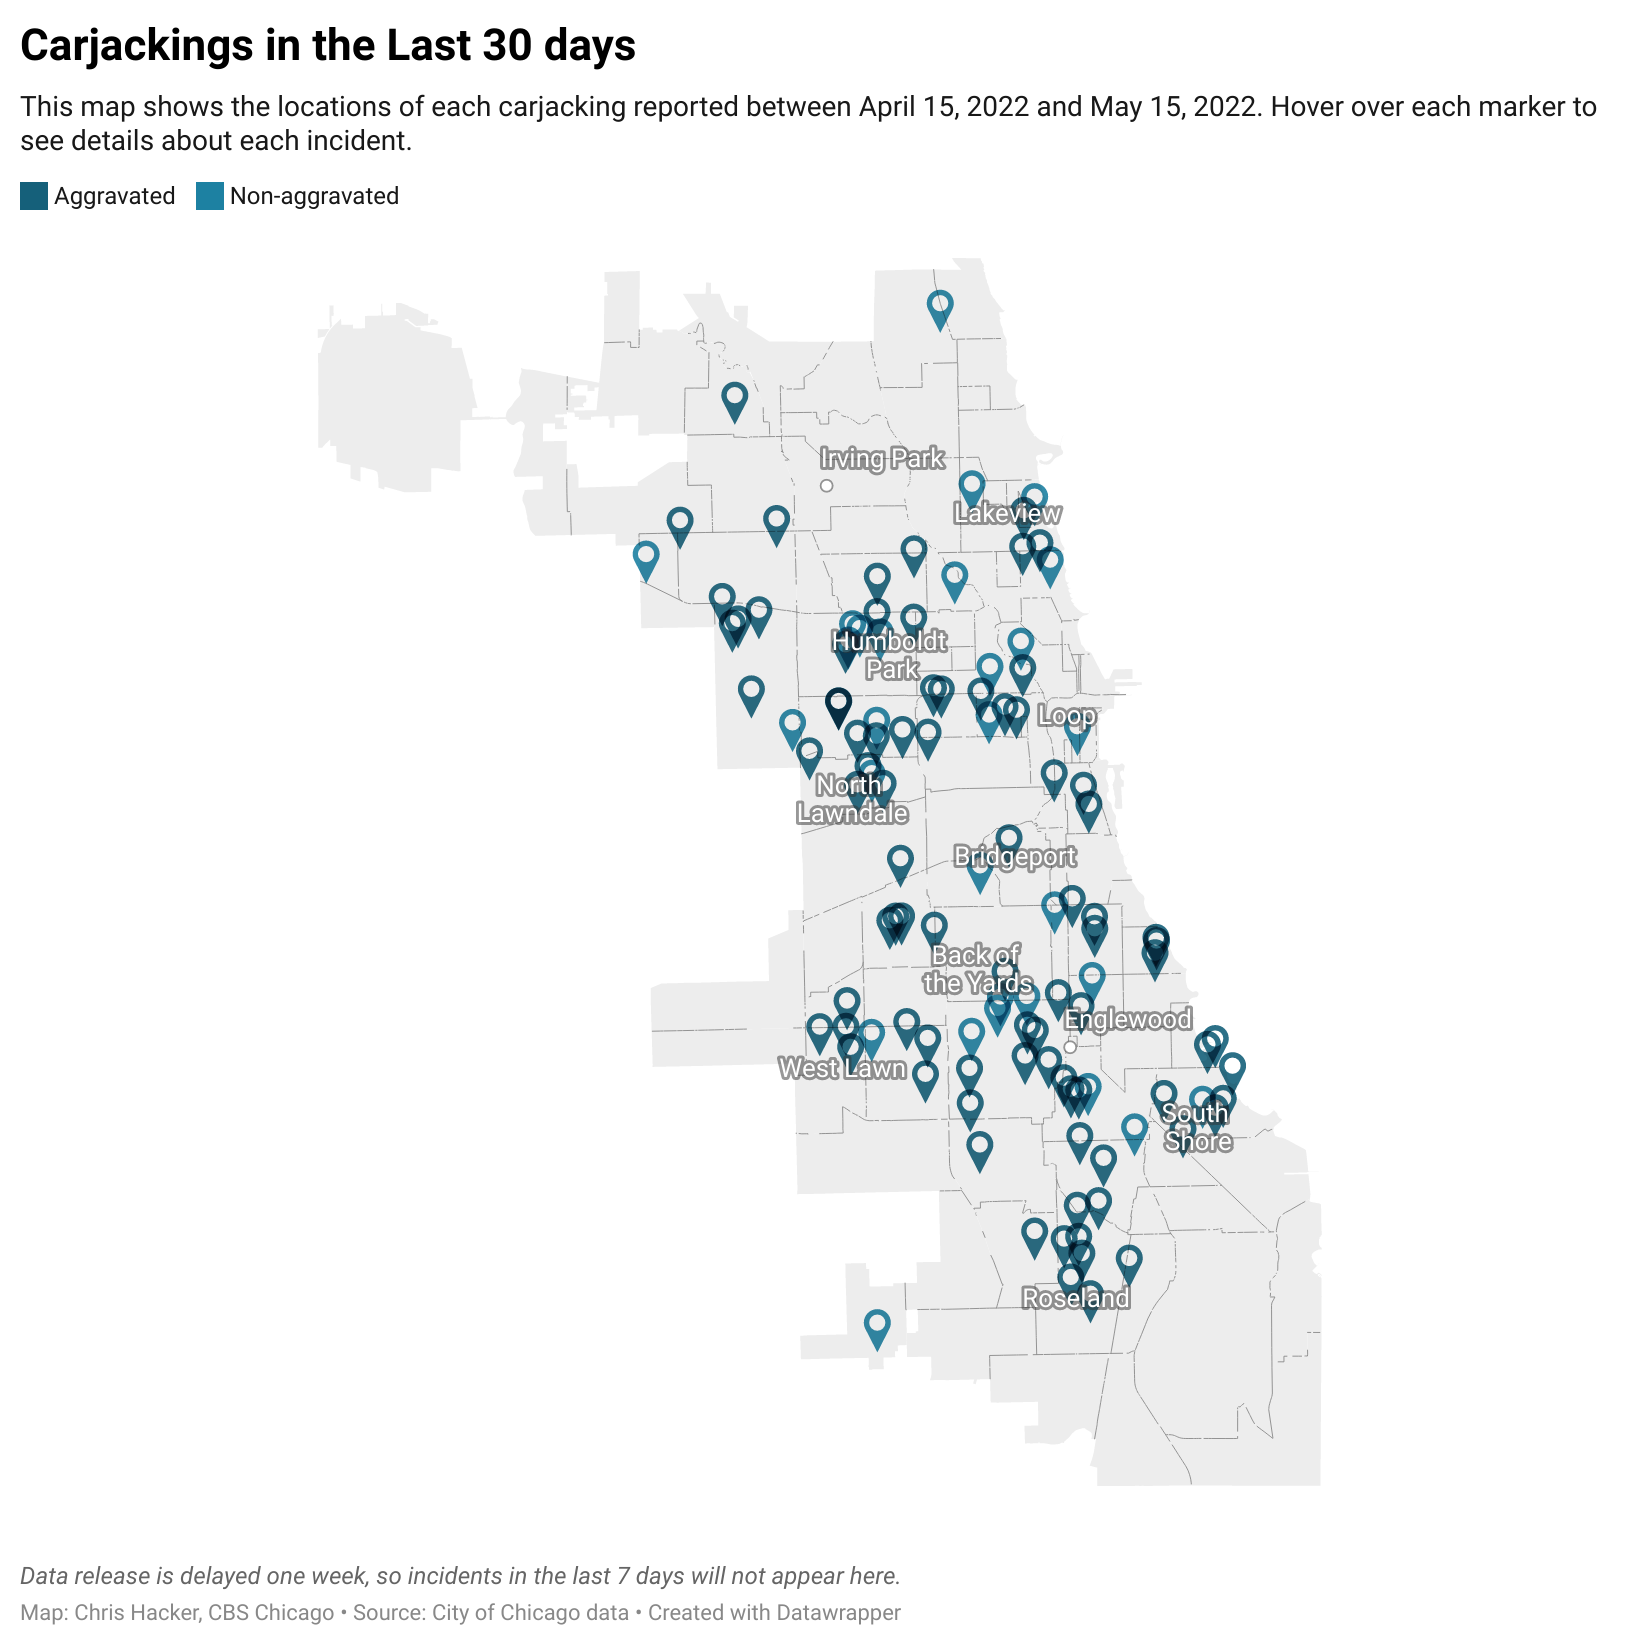 Carjackings in the Last 30 days
This map shows the locations of each carjacking reported between April 15, 2022 and May 15, 2022. Hover over each marker to
see details about each incident.
Aggravated
Non-aggravated
Irving Park
Lakeview
Humboldt
Park
Loop
North
Lawndale
Bridgeport
Back of
the Yards
Englewood
West Lawn
South
Shore
Roseland
Data release is delayed one week, so incidents in the last 7 days will not appear here.
Map: Chris Hacker, CBS Chicago • Source: City of Chicago data • Created with Datawrapper